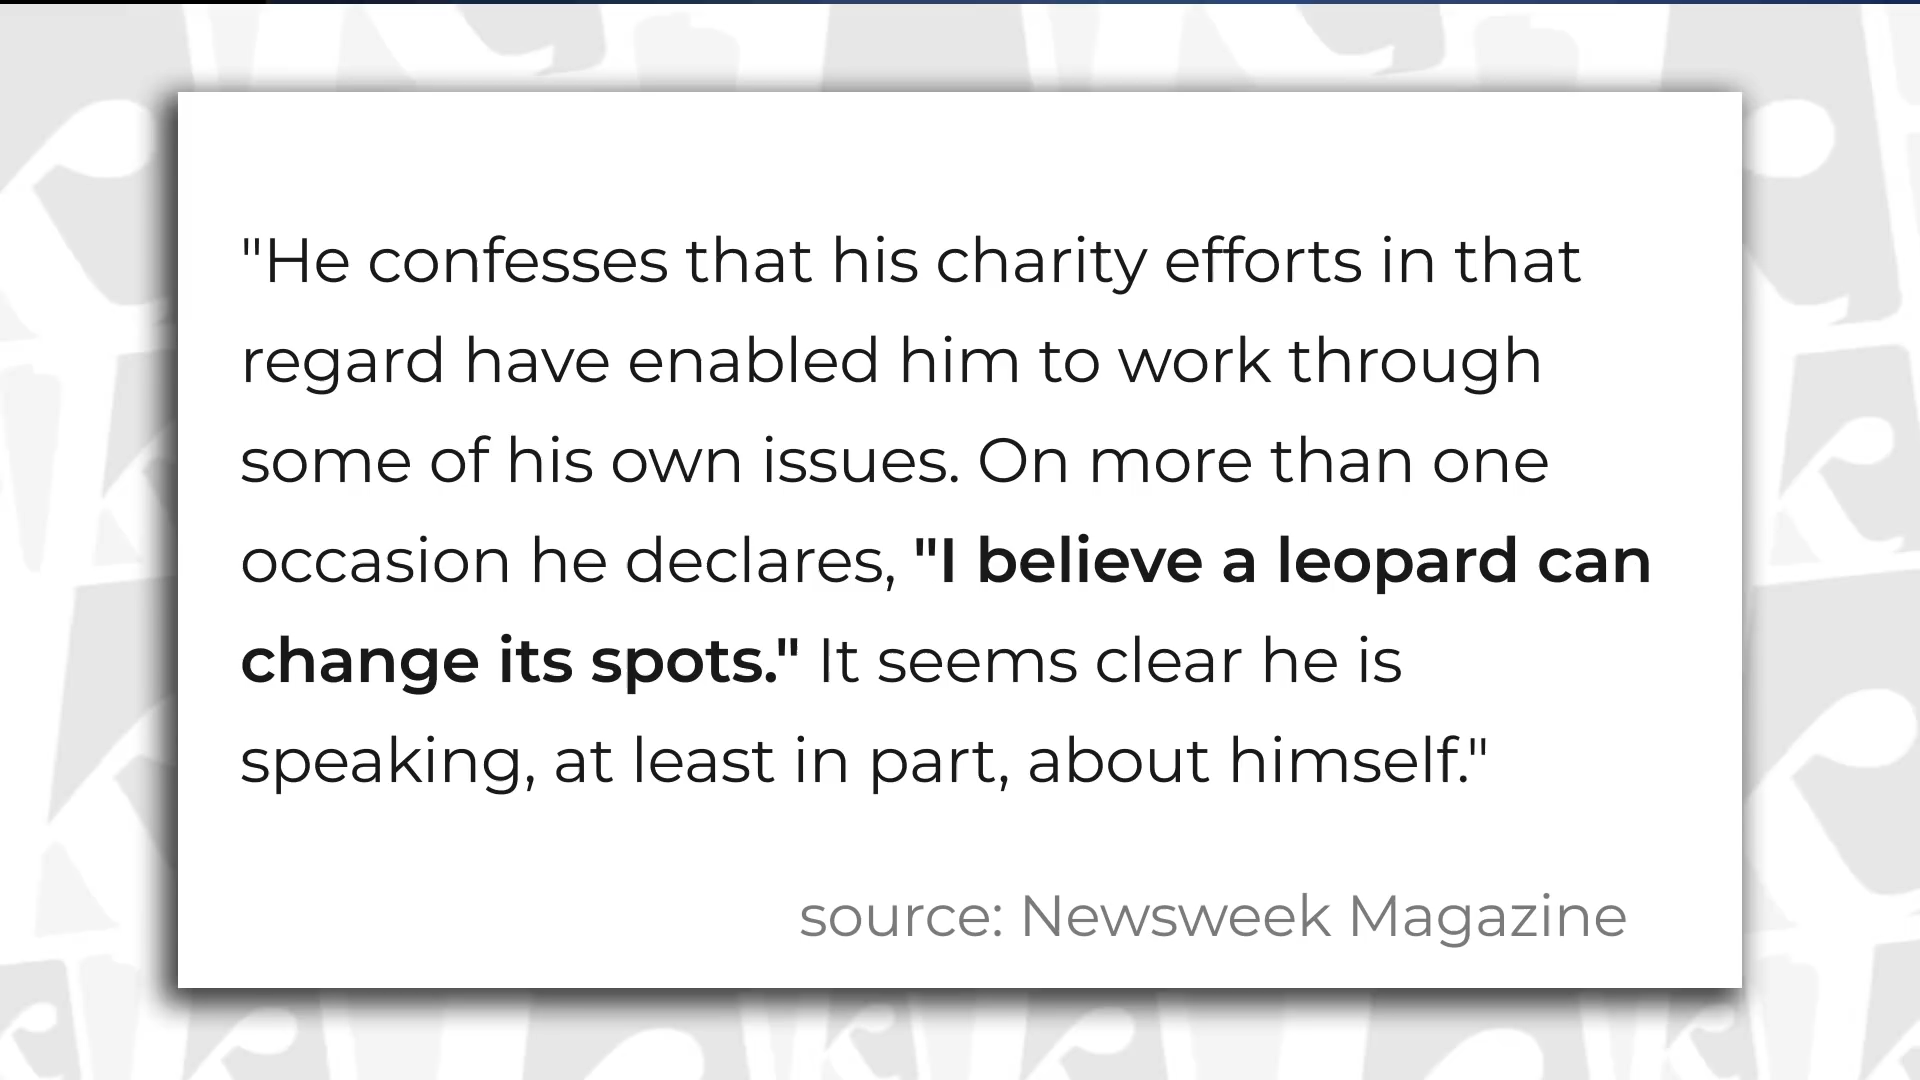 "He confesses that his charity efforts in that
regard have enabled him to work through
some of his own issues. On more than one
occasion he declares, "I believe a leopard can
change its spots." It seems clear he is
speaking, at least in part, about himself."
source: Newsweek Magazine